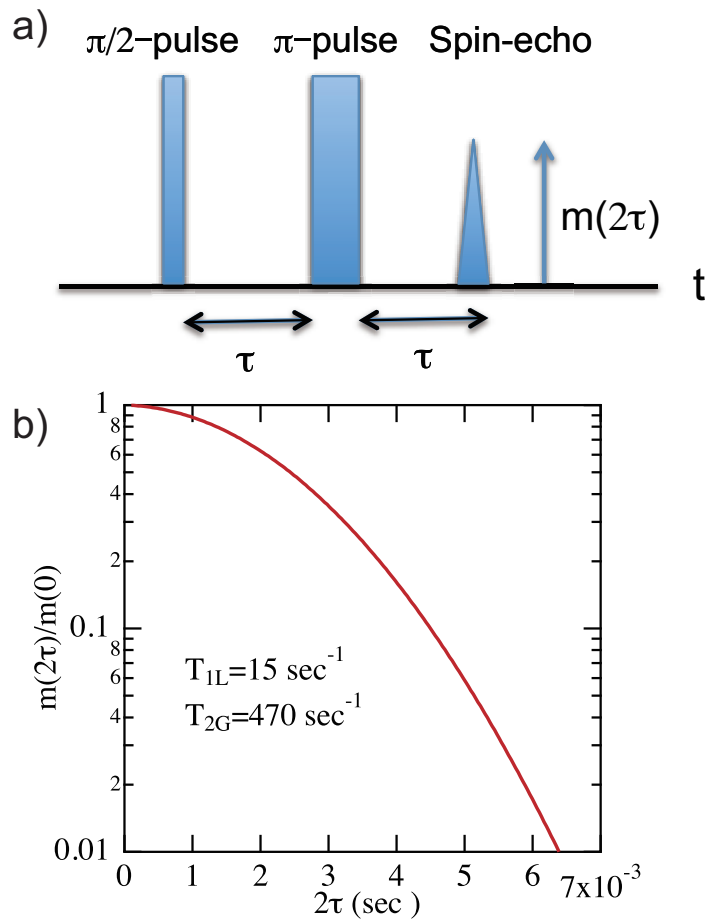 a)
π/2–pulse π–pulse Spin-echo
m(2τ)
t
τ τ
b)
1
8
6
4
2
0.1
8
6
4
2
0.01
m(2τ)/m(0)
T1L=15 sec-1
T2G=470 sec-1
0 1 2 3 4 5 6 7x10-3
2τ (sec )